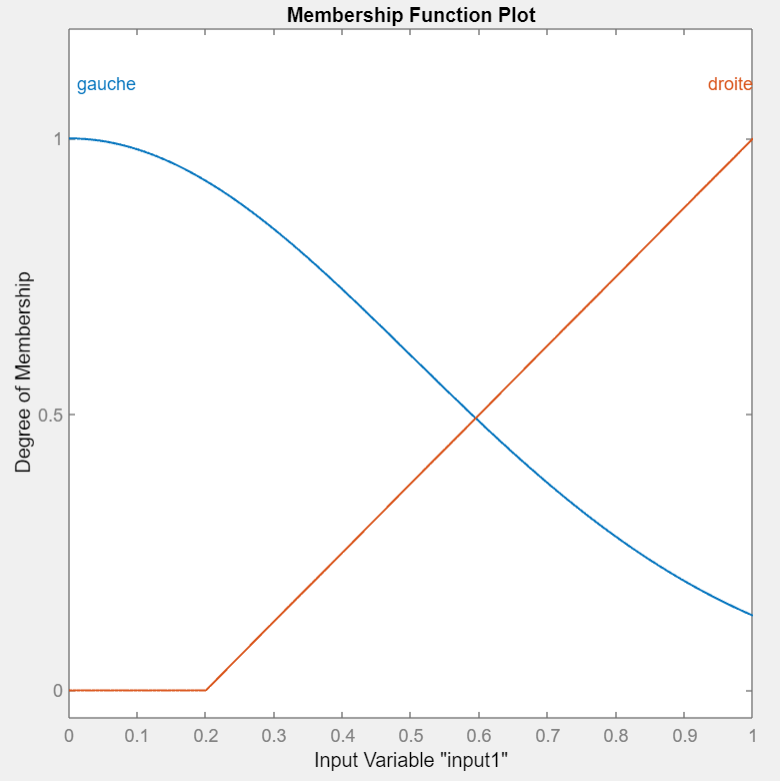 Membership Function Plot
gauche
droite
1
0.5
0
Degree of Membership
0 0.1 0.2 0.3 0.4 0.5 0.6 0.7 0.8 0.9 1
Input Variable "input1"